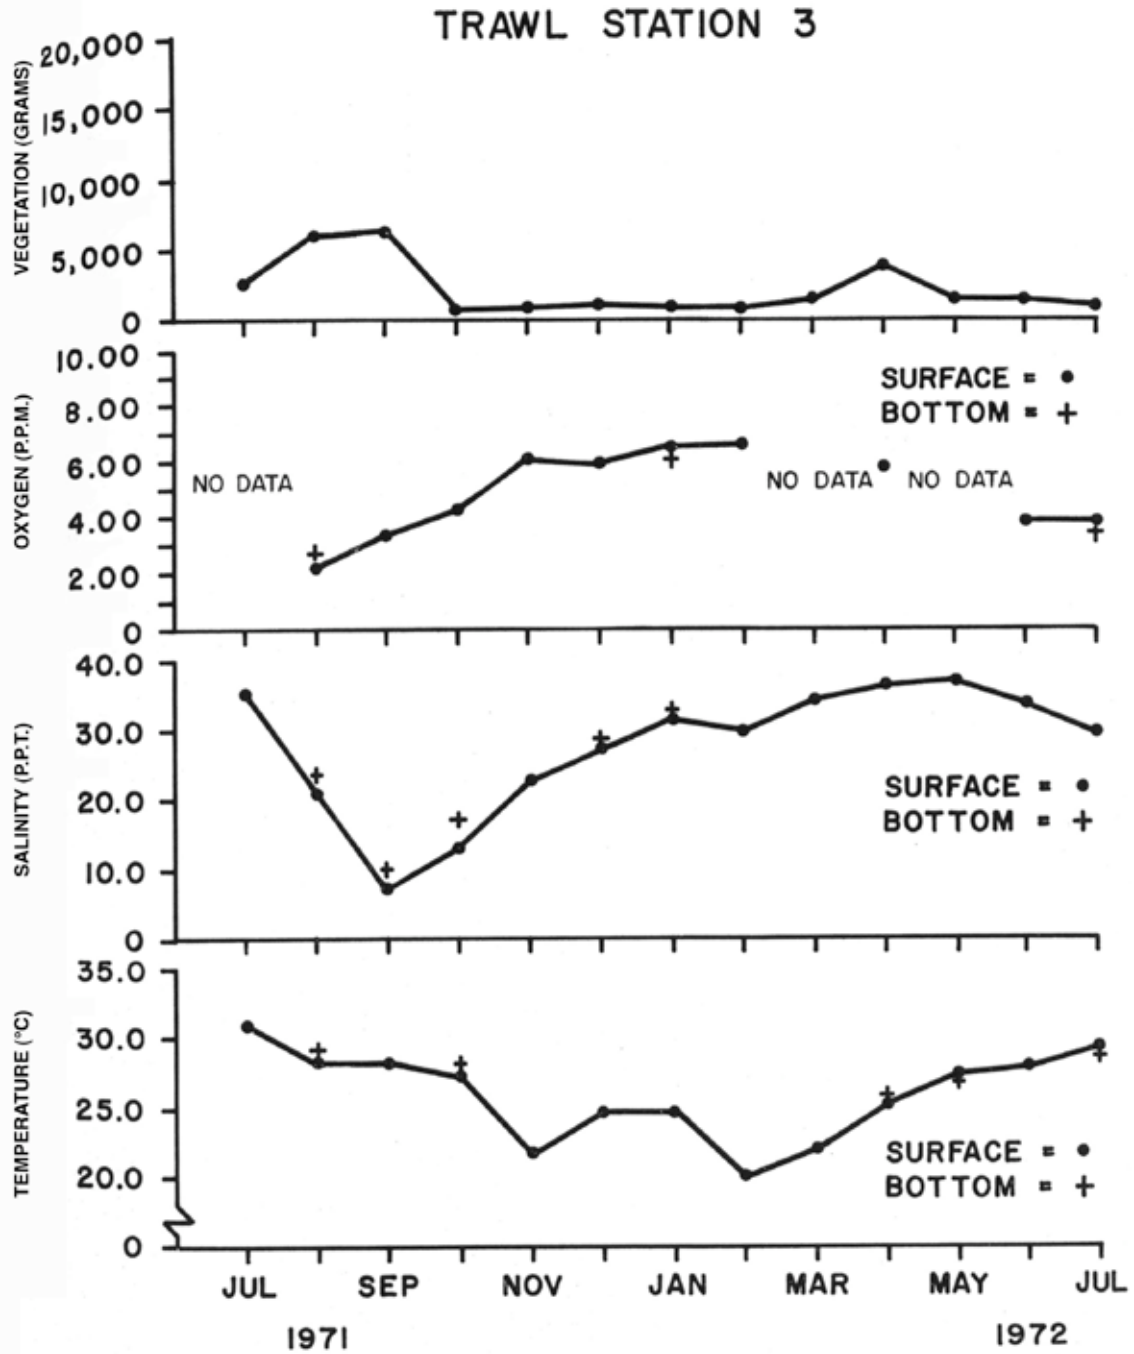 TRAWL STATION 3
VEGETATION (GRAMS)
20,000
15,000
10,000
5,000
0
OXYGEN (P.P.M.)
10.00
8.00
6.00
4.00
2.00
0
SURFACE = •
BOTTOM = +
NO DATA
NO DATA
NO DATA
SALINITY (P.P.T.)
40.0
30.0
20.0
10.0
0
SURFACE = •
BOTTOM = +
TEMPERATURE (°C)
35.0
30.0
25.0
20.0
0
SURFACE = •
BOTTOM = +
JUL SEP NOV JAN MAR MAY JUL
1971 1972